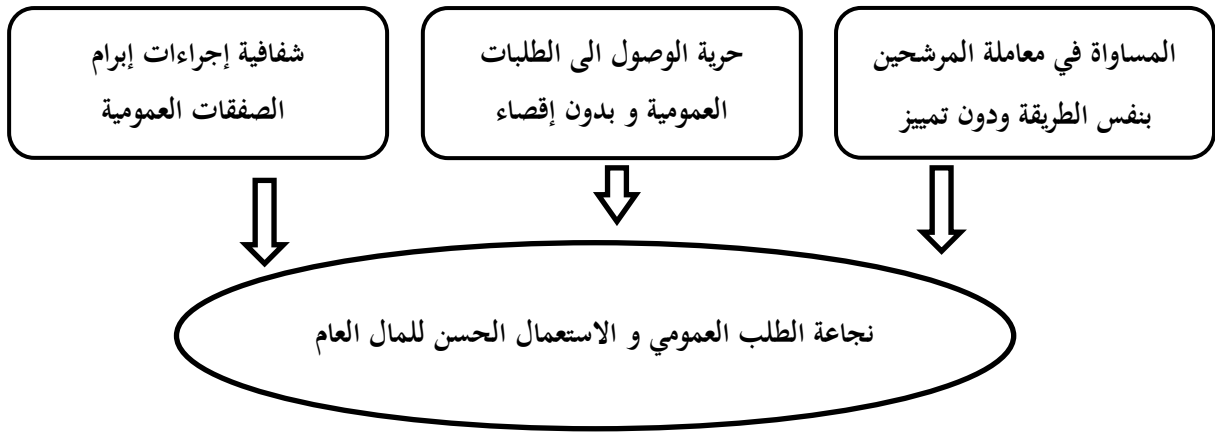 المساواة في معاملة المرشحين
بنفس الطريقة ودون تمييز
حرية الوصول الى الطلبات
العمومية و بدون إقصاء
شفافية إجراءات إبرام
الصفقات العمومية
نجاعة الطلب العمومي و الاستعمال الحسن للمال العام